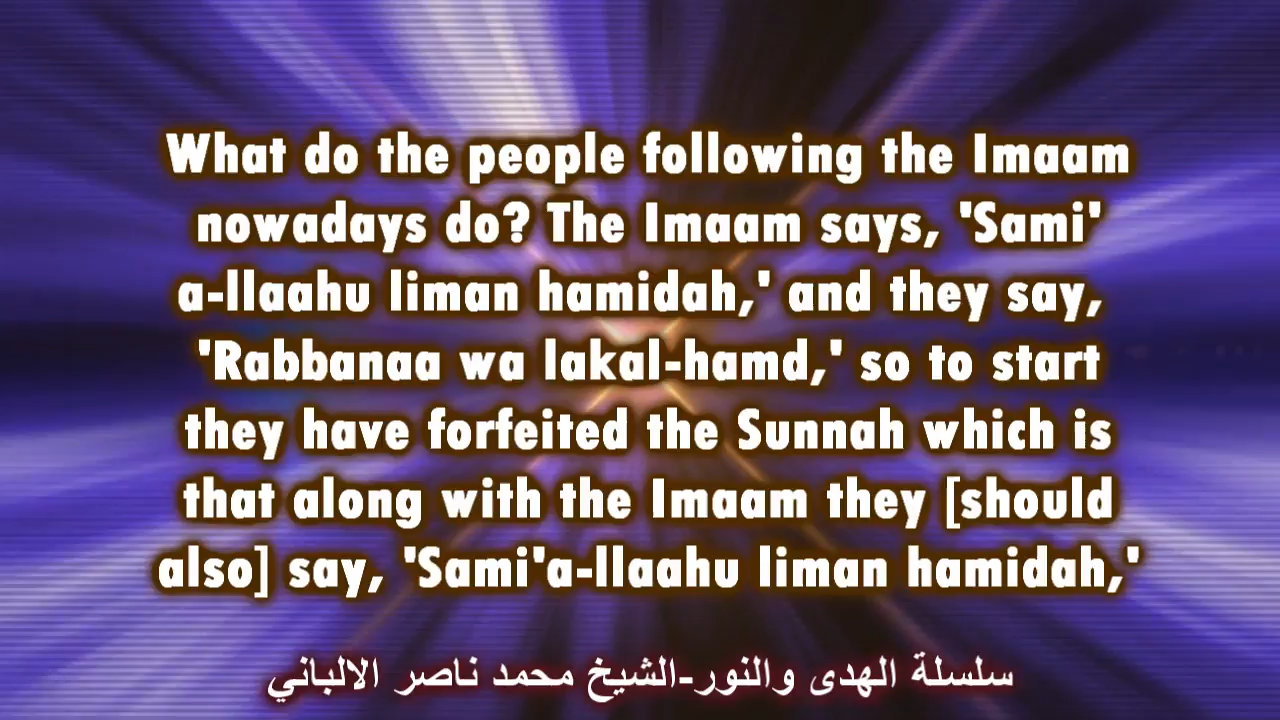 What do the people following the Imaam
nowadays do? The Imaam says, 'Sami'
a-llaahu liman hamidah,' and they say,
'Rabbanaa wa lakal-hamd,' so to start
they have forfeited the Sunnah which is
that along with the Imaam they [should
also] say, 'Sami'a-llaahu liman hamidah,'
سلسلة الهدى والنور-الشيخ محمد ناصر الالباني